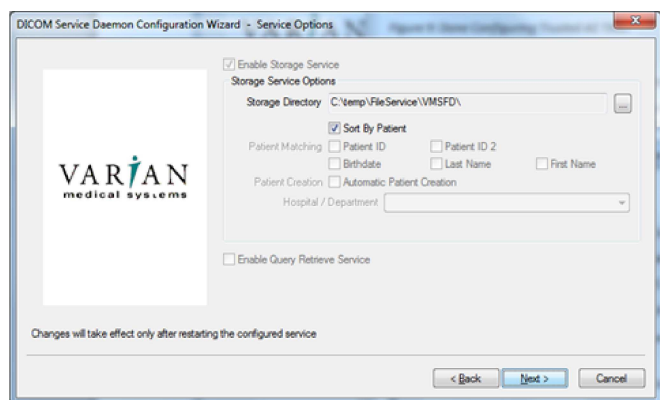 DICOM Service Daemon Configuration Wizard - Service Options
Enable Storage Service
Storage Service Options
Storage Directory C:\temp\FileService\VMSFD\ ...
Sort By Patient
Patient Matching Patient ID Patient ID 2
Birthdate Last Name First Name
Patient Creation Automatic Patient Creation
Hospital / Department
VARIAN
medical systems
Enable Query Retrieve Service
Changes will take effect only after restarting the configured service
< Back Next > Cancel